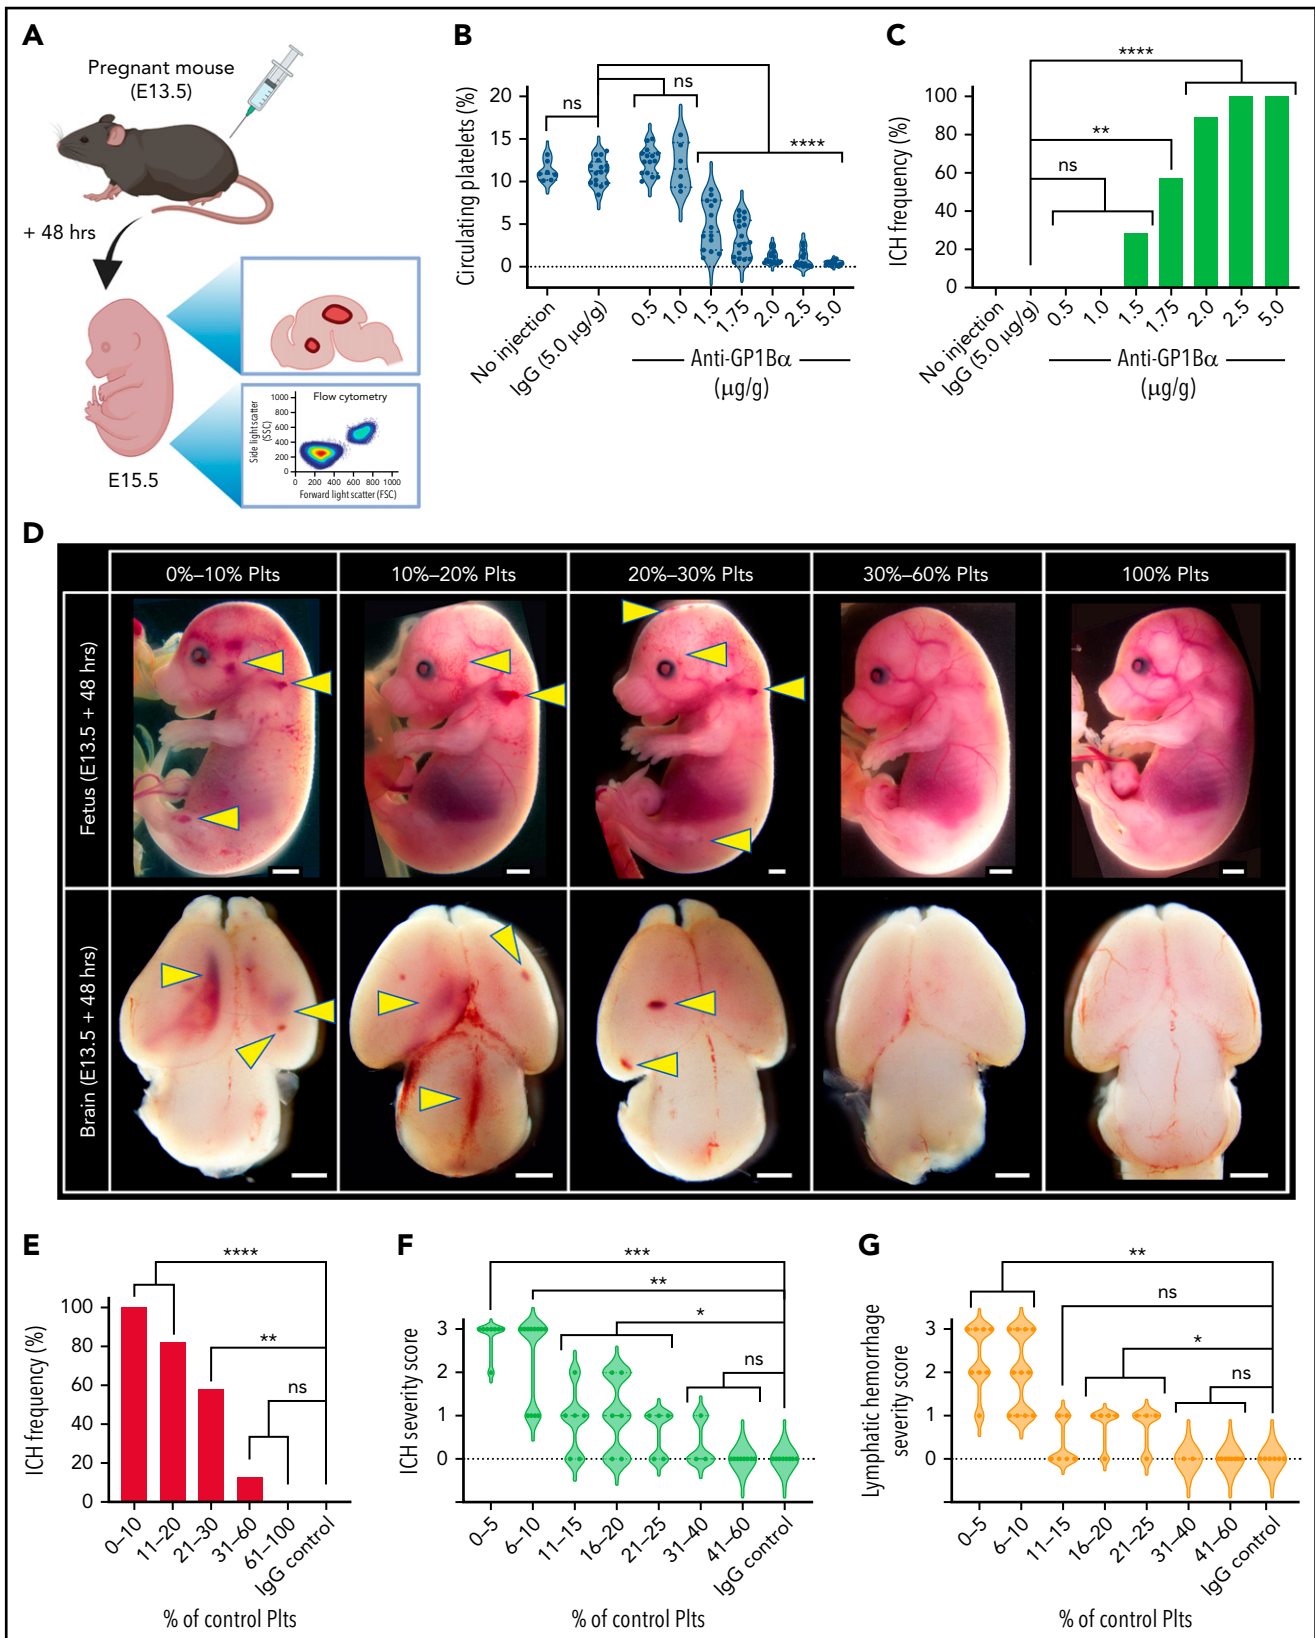 A
Pregnant mouse
(E13.5)
+ 48 hrs
E15.5
Flow cytometry
Side light scatter
(SSC)
1000
800
600
400
200
0
0 200 400 600 800 1000
Forward light scatter (FSC)
B
Circulating platelets (%)
20
15
10
5
0
ns
ns
****
No injection
IgG (5.0 μg/g)
0.5
1.0
1.5
1.75
2.0
2.5
5.0
Anti-GP1Bα
(μg/g)
C
ICH frequency (%)
100
80
60
40
20
0
****
**
ns
No injection
IgG (5.0 μg/g)
0.5
1.0
1.5
1.75
2.0
2.5
5.0
Anti-GP1Bα
(μg/g)
D
0%–10% Plts
10%–20% Plts
20%–30% Plts
30%–60% Plts
100% Plts
Fetus (E13.5 + 48 hrs)
Brain (E13.5 + 48 hrs)
E
ICH frequency (%)
100
80
60
40
20
0
****
**
ns
0–10
11–20
21–30
31–60
61–100
IgG control
% of control Plts
F
ICH severity score
3
2
1
0
***
**
*
ns
0–5
6–10
11–15
16–20
21–25
31–40
41–60
IgG control
% of control Plts
G
Lymphatic hemorrhage
severity score
3
2
1
0
**
ns
*
ns
0–5
6–10
11–15
16–20
21–25
31–40
41–60
IgG control
% of control Plts